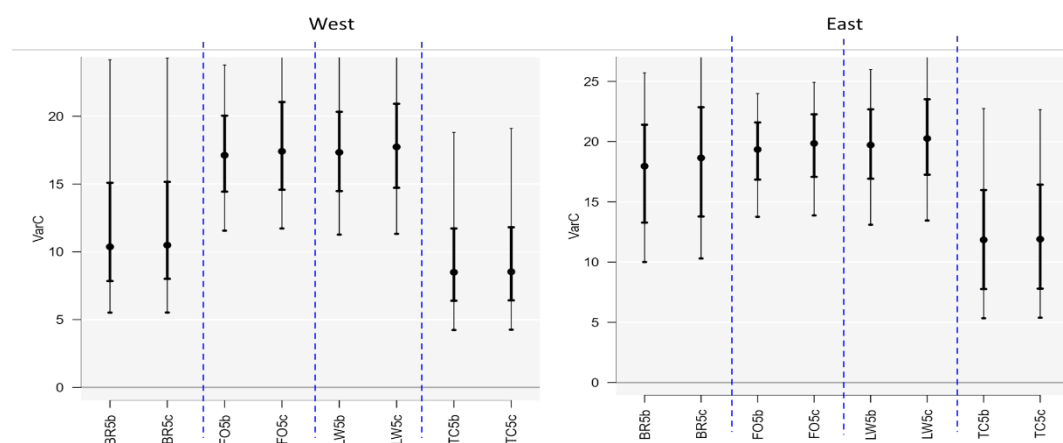 West
East
VarC
20
15
10
5
0
BR5b
BR5c
FO5b
FO5c
LW5b
LW5c
TC5b
TC5c
VarC
25
20
15
10
5
0
BR5b
BR5c
FO5b
FO5c
LW5b
LW5c
TC5b
TC5c